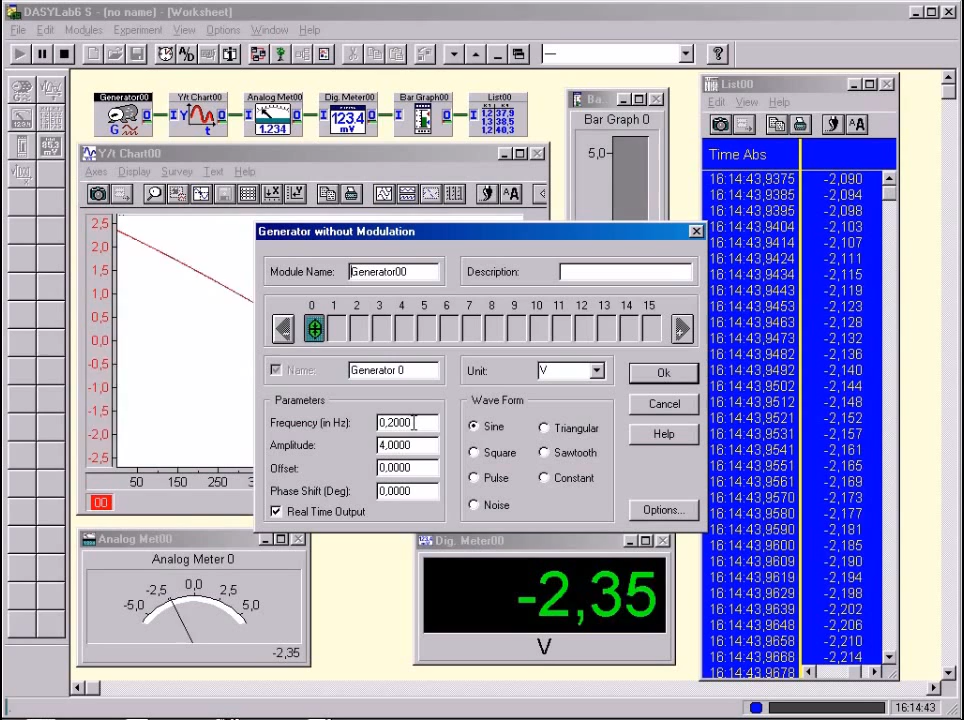 DASYLab6 S - (no name) - [Worksheet]
File Edit Modules Experiment View Options Window Help
Generator00 Y/t Chart00 Analog Met00 Dig. Meter00 Bar Graph00 List00
Ba...
Bar Graph 0
5,0
List00
Edit View Help
Time Abs
16:14:43,9375 -2,090
16:14:43,9385 -2,094
16:14:43,9395 -2,098
16:14:43,9404 -2,103
16:14:43,9414 -2,107
16:14:43,9424 -2,111
16:14:43,9434 -2,115
16:14:43,9443 -2,119
16:14:43,9453 -2,123
16:14:43,9463 -2,128
16:14:43,9473 -2,132
16:14:43,9482 -2,136
16:14:43,9492 -2,140
16:14:43,9502 -2,144
16:14:43,9512 -2,148
16:14:43,9521 -2,152
16:14:43,9531 -2,157
16:14:43,9541 -2,161
16:14:43,9551 -2,165
16:14:43,9561 -2,169
16:14:43,9570 -2,173
16:14:43,9580 -2,177
16:14:43,9590 -2,181
16:14:43,9600 -2,185
16:14:43,9609 -2,190
16:14:43,9619 -2,194
16:14:43,9629 -2,198
16:14:43,9639 -2,202
16:14:43,9648 -2,206
16:14:43,9658 -2,210
16:14:43,9668 -2,214
16:14:43,9678
Y/t Chart00
Axes Display Survey Text Help
2,5
2,0
1,5
1,0
0,5
0,0
-0,5
-1,0
-1,5
-2,0
-2,5
50 150 250
00
Generator without Modulation
Module Name: Generator00 Description:
0 1 2 3 4 5 6 7 8 9 10 11 12 13 14 15
Name: Generator 0 Unit: V Ok
Cancel
Help
Parameters
Frequency (in Hz): 0,2000
Amplitude: 4,0000
Offset: 0,0000
Phase Shift (Deg): 0,0000
Real Time Output
Wave Form
Sine Triangular
Square Sawtooth
Pulse Constant
Noise
Options...
Analog Met00
Analog Meter 0
-5,0 -2,5 0,0 2,5 5,0
-2,35
Dig. Meter00
-2,35
V
16:14:43